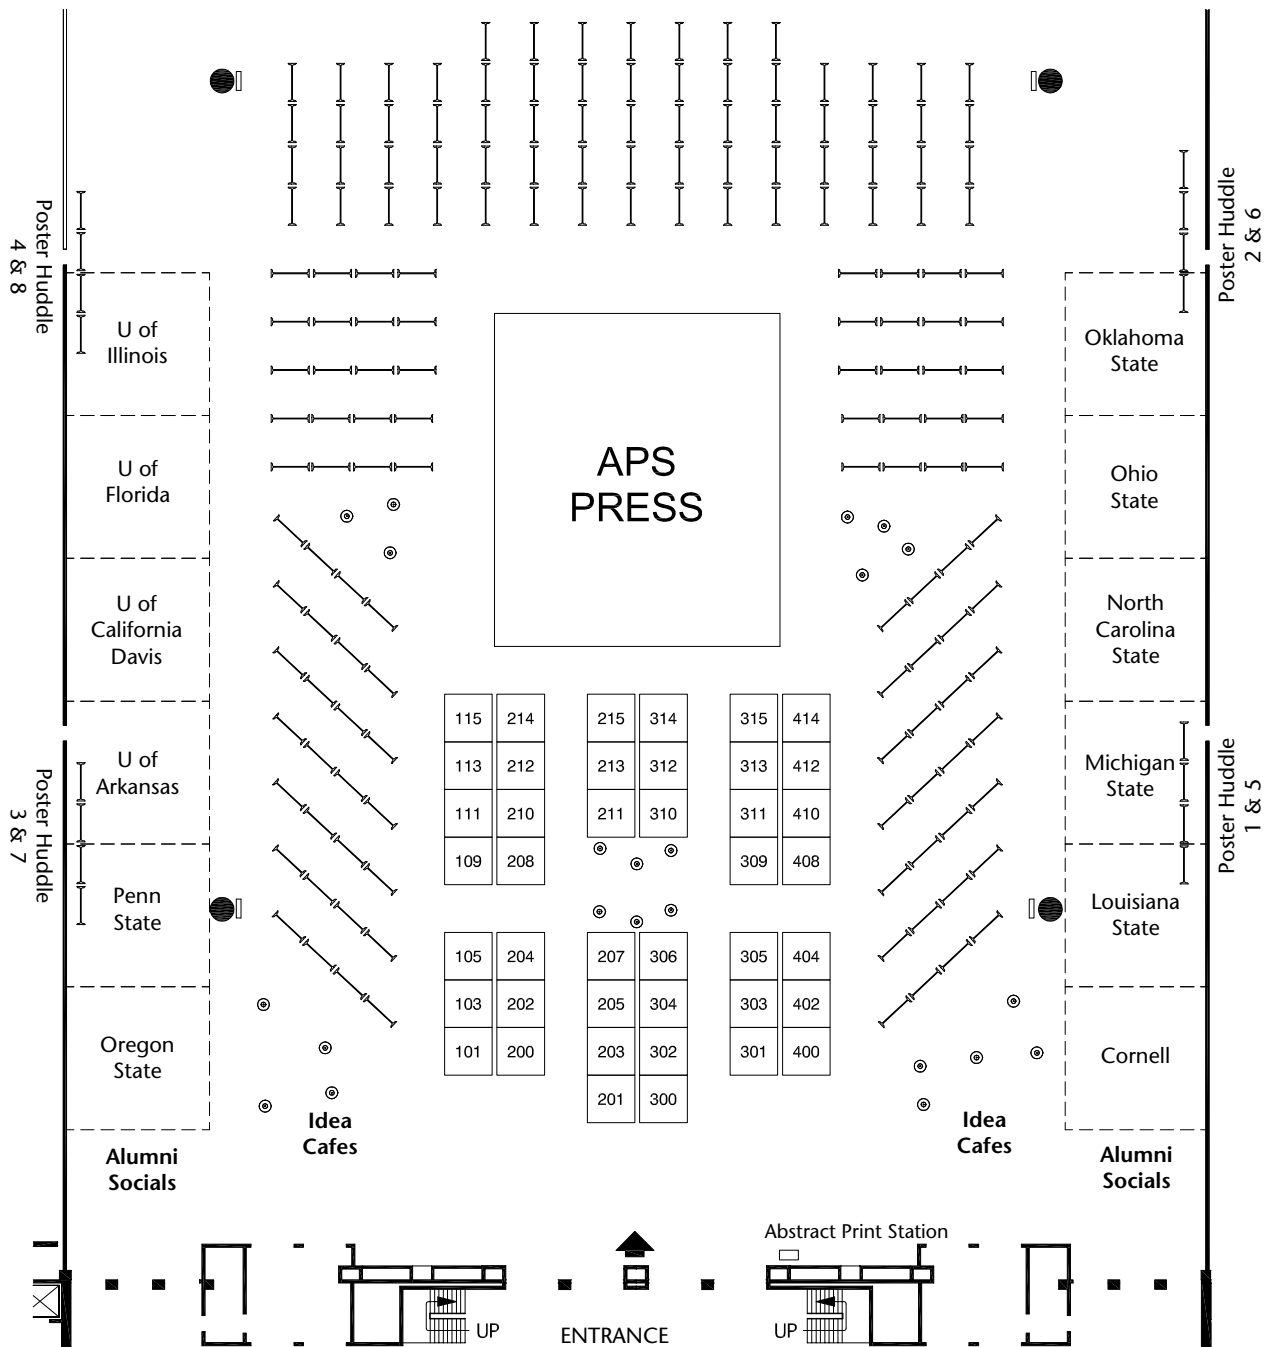 Poster Huddle
4 & 8
Poster Huddle
2 & 6
U of
Illinois
Oklahoma
State
APS
PRESS
U of
Florida
Ohio
State
U of
California
Davis
North
Carolina
State
115 214 215 314 315 414
113 212 213 312 313 412
111 210 211 310 311 410
109 208 309 408
U of
Arkansas
Michigan
State
Poster Huddle
3 & 7
Poster Huddle
1 & 5
Penn
State
Louisiana
State
105 204 207 306 305 404
103 202 205 304 303 402
101 200 203 302 301 400
201 300
Oregon
State
Cornell
Idea
Cafes
Idea
Cafes
Alumni
Socials
Alumni
Socials
Abstract Print Station
UP
ENTRANCE
UP